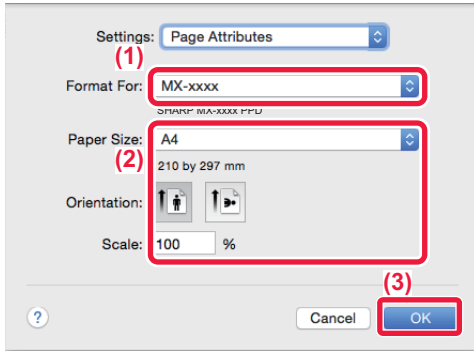 Settings: Page Attributes
(1)
Format For: MX-xxxx
SHARP MX-xxxx PPD
Paper Size: A4
(2)
210 by 297 mm
Orientation:
Scale: 100 %
(3)
? Cancel OK